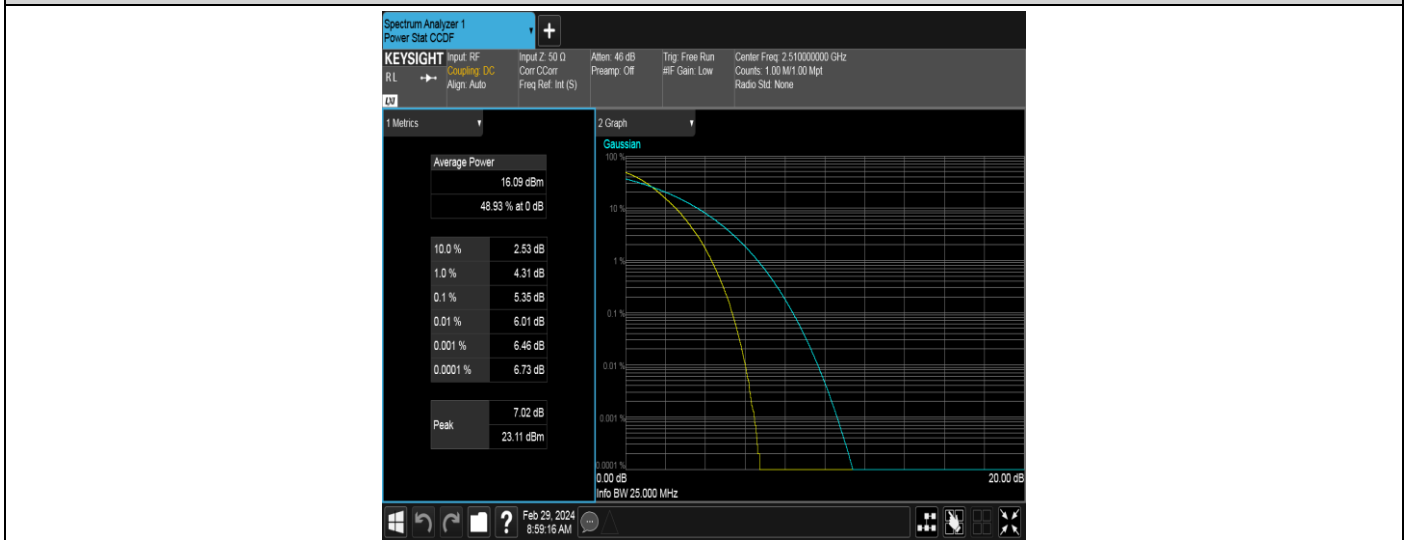 Spectrum Analyzer 1
Power Stat CCDF
+
KEYSIGHT
RL
LXI
Input: RF
Coupling: DC
Align: Auto
Input Z: 50 Ω
Corr CCorr
Freq Ref: Int (S)
Atten: 46 dB
Preamp: Off
Trig: Free Run
#IF Gain: Low
Center Freq: 2.510000000 GHz
Counts: 1.00 M/1.00 Mpt
Radio Std: None
1 Metrics
Average Power
16.09 dBm
48.93 % at 0 dB
10.0 % 2.53 dB
1.0 % 4.31 dB
0.1 % 5.35 dB
0.01 % 6.01 dB
0.001 % 6.46 dB
0.0001 % 6.73 dB
Peak
7.02 dB
23.11 dBm
2 Graph
Gaussian
100 %
10 %
1 %
0.1 %
0.01 %
0.001 %
0.0001 %
0.00 dB
20.00 dB
Info BW 25.000 MHz
?
Feb 29, 2024
8:59:16 AM